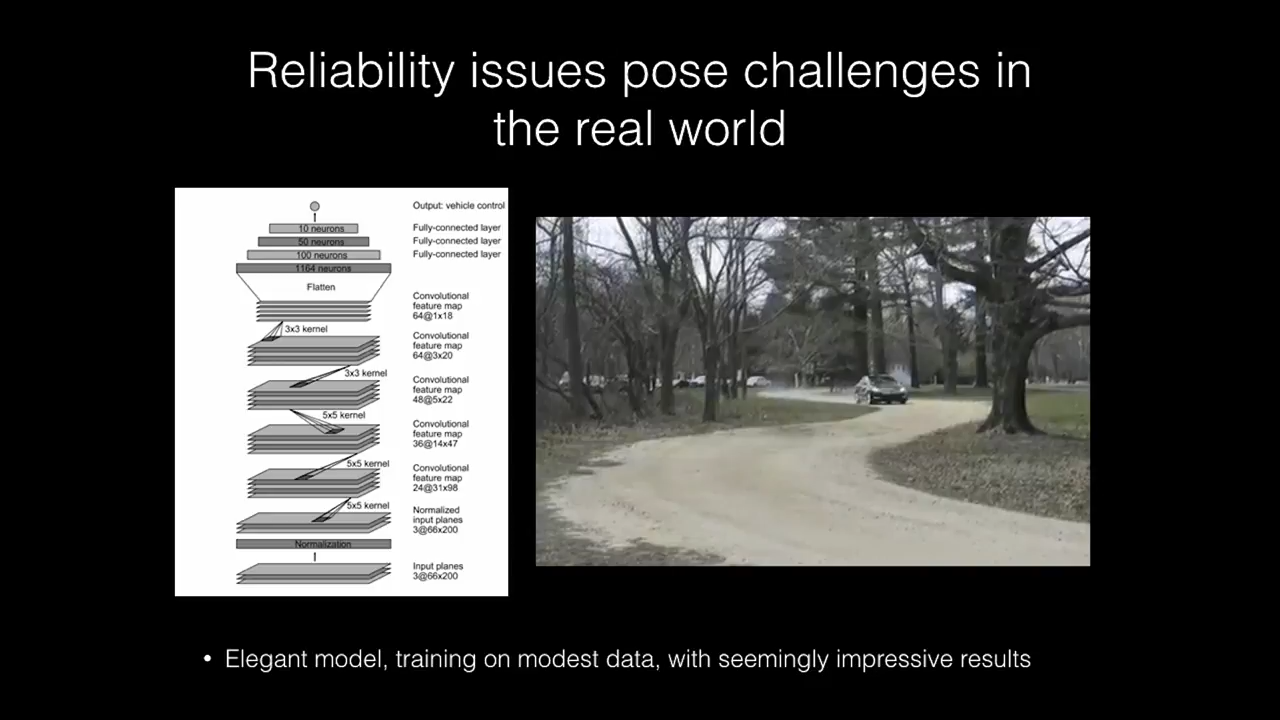 Reliability issues pose challenges in
the real world
Output: vehicle control
10 neurons
Fully-connected layer
50 neurons
Fully-connected layer
100 neurons
Fully-connected layer
1164 neurons
Flatten
Convolutional
feature map
64@1x18
3x3 kernel
Convolutional
feature map
64@3x20
3x3 kernel
Convolutional
feature map
48@5x22
5x5 kernel
Convolutional
feature map
36@14x47
5x5 kernel
Convolutional
feature map
24@31x98
5x5 kernel
Normalized
input planes
3@66x200
Normalization
Input planes
3@66x200
• Elegant model, training on modest data, with seemingly impressive results